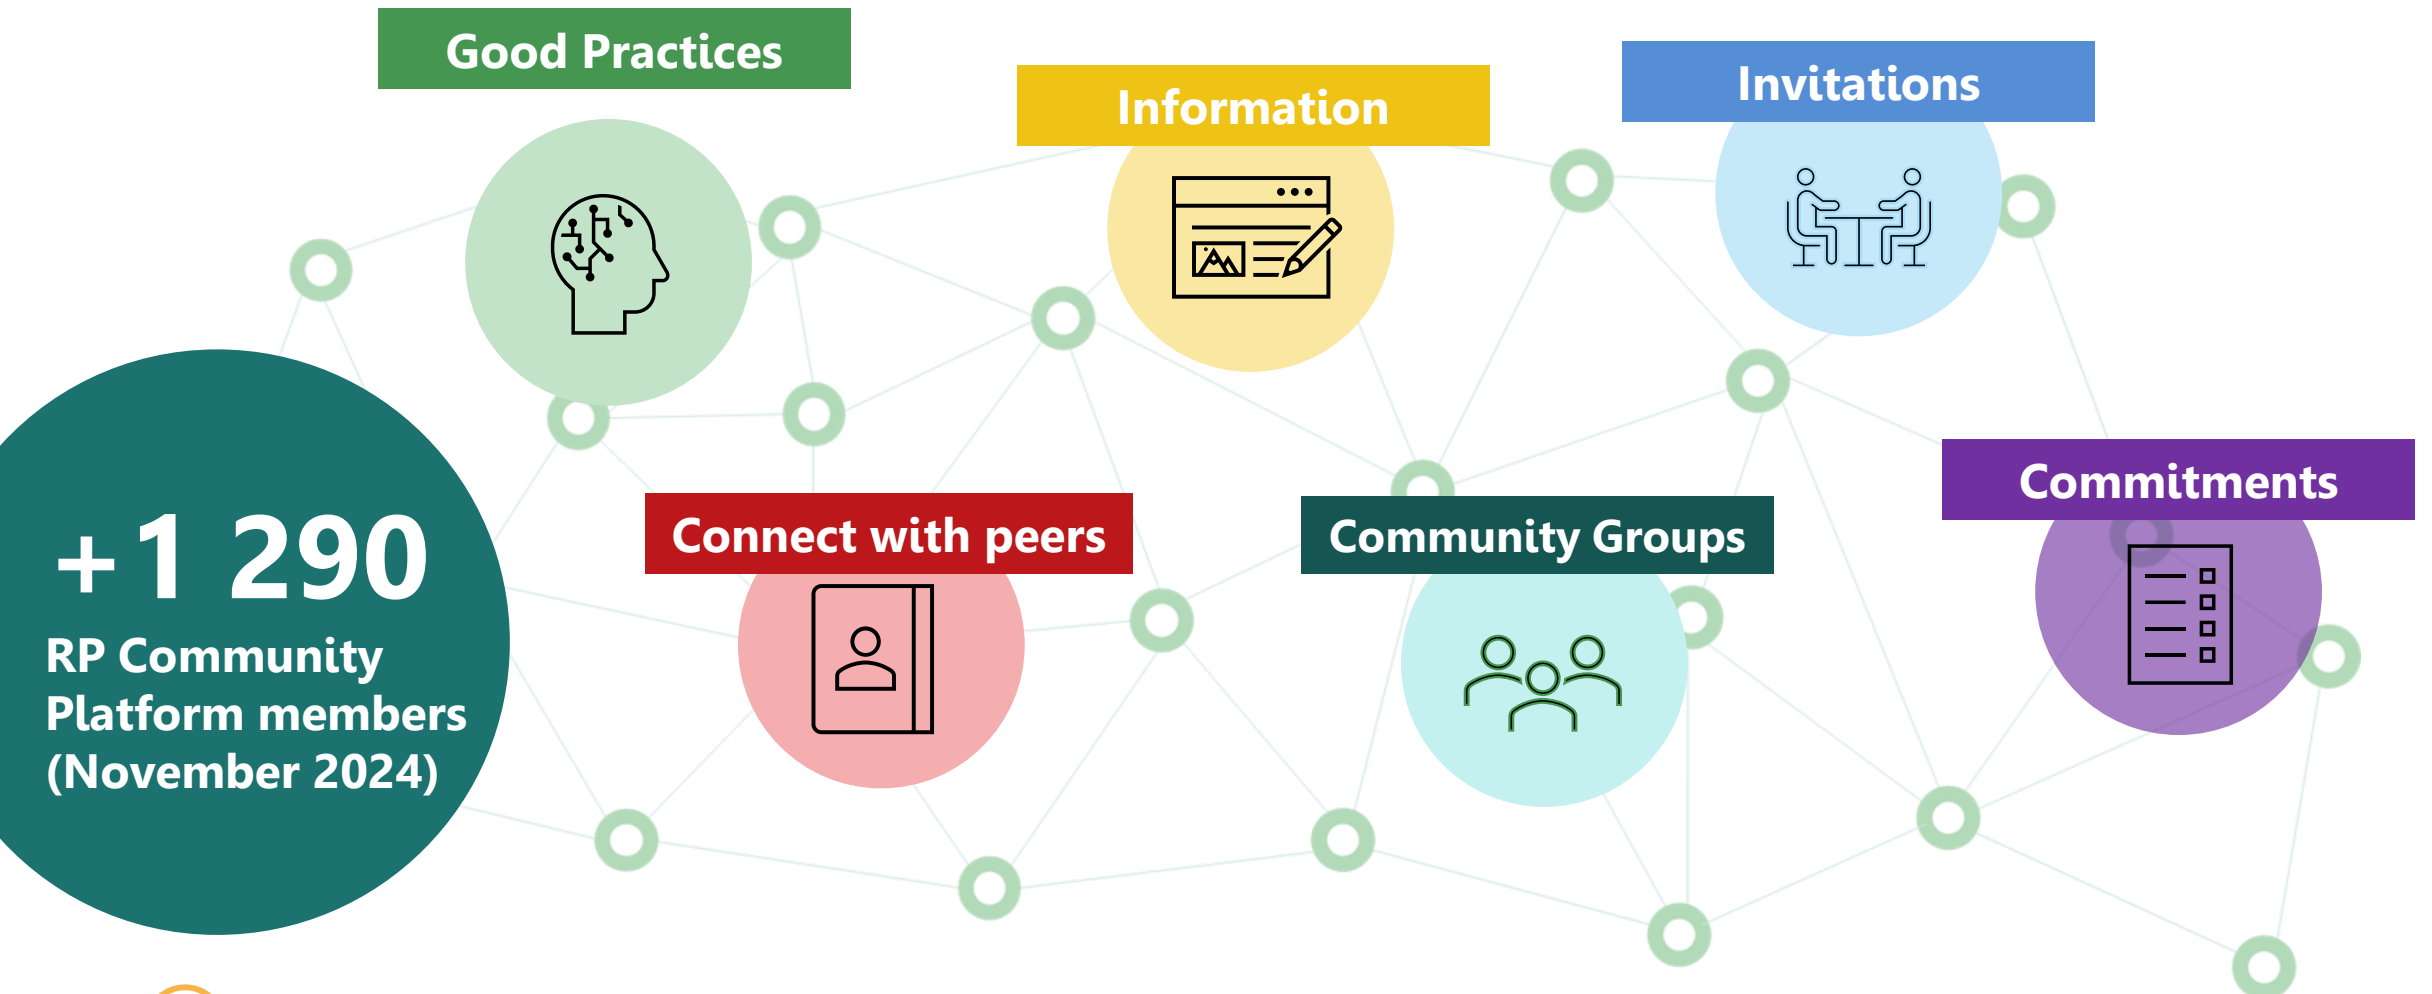 Good Practices
Information
Invitations
+1 290
RP Community
Platform members
(November 2024)
Connect with peers
Community Groups
Commitments